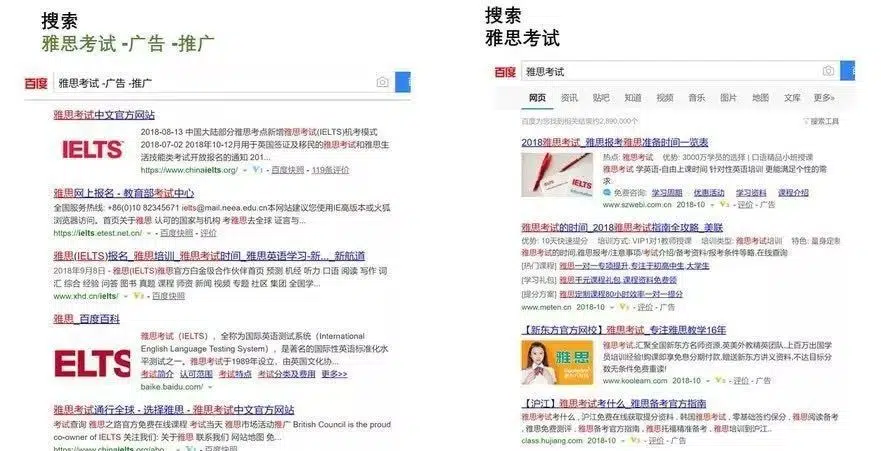 搜索
雅思考试 -广告 -推广
百度
雅思考试 -广告 -推广
雅思考试中文官方网站
IELTS
2018-08-13 中国大陆部分雅思考点新增雅思考试(IELTS)机考模式
2018-07-02 2018年10-12月用于英国签证及移民的雅思考试和雅思生
活技能类考试开放报名的通知 201...
https://www.chinaielts.org/ - V1 - 百度快照 - 119条评价
雅思网上报名 - 教育部考试中心
全国服务热线: +86(0)10 82345671 ielts@mail.neea.edu.cn本网站建议您使用IE高版本或火狐
浏览器访问。首页关于雅思 认可的国家与机构 考雅思去全球 证言与...
https://ielts.etest.net.cn/ - 百度快照 - 评价
雅思(IELTS)报名_雅思培训_雅思考试时间_雅思英语学习-新..._新航道
2018年9月8日 - 雅思(IELTS)雅思官方白金级合作伙伴首页 预测 机经 听力 口语 阅读 写作 词
汇 综合 经验 问答 图书 真题 课程 师资 新闻 视频 专题 社区 集团 全国学...
www.xhd.cn/ielts/ - V3 - 百度快照
雅思_百度百科
IELTS
雅思考试（IELTS），全称为国际英语测试系统（International
English Language Testing System），是著名的国际性英语标准化水
平测试之一。雅思考试于1989年设立，由英国文化协...
考试简介 认可范围 考试特点 考试分类及费用 更多>>
baike.baidu.com/
雅思考试通行全球 - 选择雅思 - 雅思考试中文官方网站
考试查询 雅思之路官方免费在线课程 考试当天 雅思市场活动推广 British Council is the proud
co-owner of IELTS 关注我们: 关于雅思 联系我们 网站地图 免...
https://www.chinaielts.org/abo... - V1 - 百度快照
搜索
雅思考试
百度
雅思考试
网页 资讯 贴吧 知道 视频 音乐 图片 地图 文库 更多»
百度为您找到相关结果约2,890,000个
搜索工具
2018雅思考试_雅思报考雅思准备时间一览表
IELTS
热点: 雅思考试 优势: 3000万学员的选择 | 口语精品小班授课
雅思考试 学英语-自由上课时间 针对性英语培训 更能满足个性的需
求
免费咨询: 学习周期 优惠活动 学习资料 课程介绍
www.szwebi.com.cn 2018-10 - V2 - 评价 - 广告
雅思考试的时间_2018雅思考试指南全攻略_美联
优势: 10天快速提分 培训方式: VIP1对1教师授课 培训类型: 雅思考试培训 特色: 量身定制
雅思考试的时间,雅思报考/注意事项/考试介绍/备考资料/报考条件等攻略,在线查询
[热门课程] 雅思一对一专项提升,专注于初高中生,大学生
[学习礼包] 雅思千元课程礼包,课程资料免费领
[提分方案] 雅思定制课程80小时效率一对一提分
www.meten.cn 2018-10 - V3 - 评价 - 广告
【新东方官方网校】雅思考试_专注雅思教学16年
雅思
雅思考试,汇聚全国新东方名师资源,英美外教精英团队,上百万出国学
员培训经验!购课即享免息分期付款,赠送新东方讲义资料,不达目标分
数无条件免费重读!
www.koolearn.com 2018-10 - V3 - 评价 - 广告
【沪江】雅思考试考什么_雅思备考官方指南
雅思考试考什么，沪江免费在线获取提分资料，韩国雅思考试，零基础签约保分，雅思阅读备考
，雅思免费测评，雅思备考官方指南，雅思托福精准备考，雅思培训到沪江..
class.hujiang.com 2018-10 - V3 - 评价 - 广告